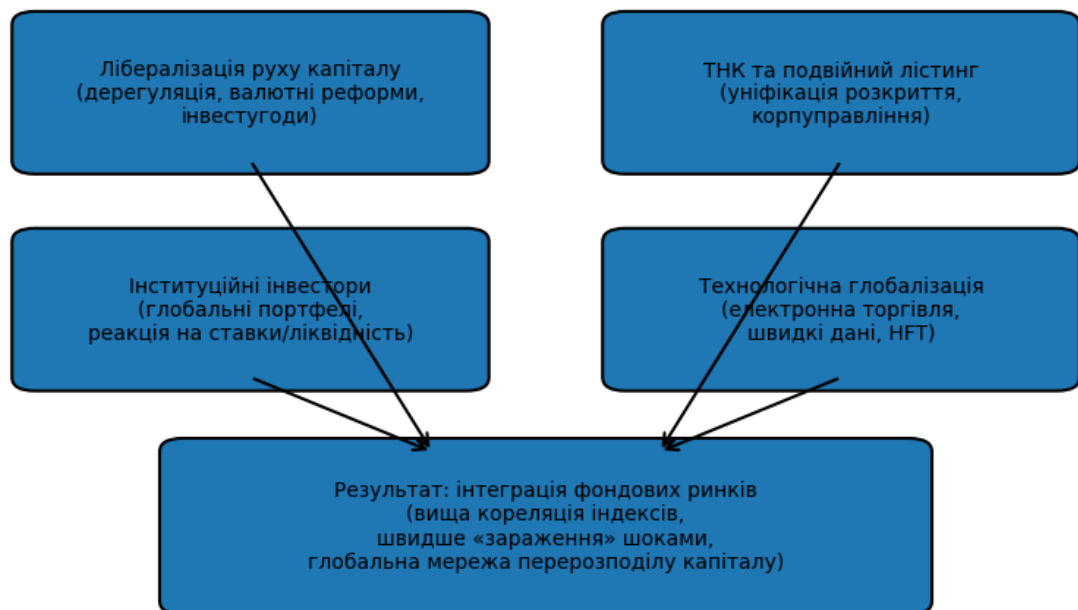 Лібералізація руху капіталу
(дерегуляція, валютні реформи,
інвестугоди)
ТНК та подвійний лістинг
(уніфікація розкриття,
корпуправління)
Інституційні інвестори
(глобальні портфелі,
реакція на ставки/ліквідність)
Технологічна глобалізація
(електронна торгівля,
швидкі дані, HFT)
Результат: інтеграція фондових ринків
(вища кореляція індексів,
швидше «зараження» шоками,
глобальна мережа перерозподілу капіталу)